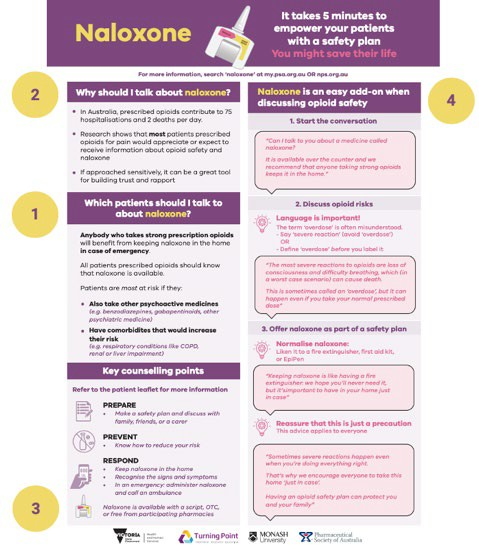 Naloxone
It takes 5 minutes to
empower your patients
with a safety plan
You might save their life
For more information, search 'naloxone' at my.psa.org.au OR nps.org.au
2
Why should I talk about naloxone?
• In Australia, prescribed opioids contribute to 75
hospitalisations and 2 deaths per day.
• Research shows that most patients prescribed
opioids for pain would appreciate or expect to
receive information about opioid safety and
naloxone
• If approached sensitively, it can be a great tool
for building trust and rapport
1
Which patients should I talk to
about naloxone?
Anybody who takes strong prescription opioids
will benefit from keeping naloxone in the home
in case of emergency.
All patients prescribed opioids should know
that naloxone is available.
Patients are most at risk if they:
• Also take other psychoactive medicines
(e.g. benzodiazepines, gabapentinoids, other
psychiatric medicine)
• Have comorbidites that would increase
their risk
(e.g. respiratory conditions like COPD,
renal or liver impairment)
Key counselling points
Refer to the patient leaflet for more information
PREPARE
• Make a safety plan and discuss with
family, friends, or a carer
PREVENT
• Know how to reduce your risk
RESPOND
• Keep naloxone in the home
• Recognise the signs and symptoms
• In an emergency: administer naloxone
and call an ambulance
3
Naloxone is available with a script, OTC,
or free from participating pharmacies
4
Naloxone is an easy add-on when
discussing opioid safety
1. Start the conversation
"Can I talk to you about a medicine called
naloxone?
It is available over the counter and we
recommend that anyone taking strong opioids
keeps it in the home."
2. Discuss opioid risks
Language is important!
The term 'overdose' is often misunderstood.
- Say 'severe reaction' (avoid 'overdose')
OR
- Define 'overdose' before you label it
"The most severe reactions to opioids are loss of
consciousness and difficulty breathing, which (in
a worst case scenario) can cause death.
This is sometimes called an 'overdose', but it can
happen even if you take your normal prescribed
dose"
3. Offer naloxone as part of a safety plan
Normalise naloxone:
Liken it to a fire extinguisher, first aid kit,
or EpiPen
"Keeping naloxone is like having a fire
extinguisher: we hope you'll never need it,
but it'simportant to have in your home just
in case"
Reassure that this is just a precaution
This advice applies to everyone
"Sometimes severe reactions happen even
when you're doing everything right.
That's why we encourage everyone to take this
home 'just in case'.
Having an opioid safety plan can protect you
and your family"
VICTORIA
Turning Point
MONASH
University
Pharmaceutical
Society of Australia